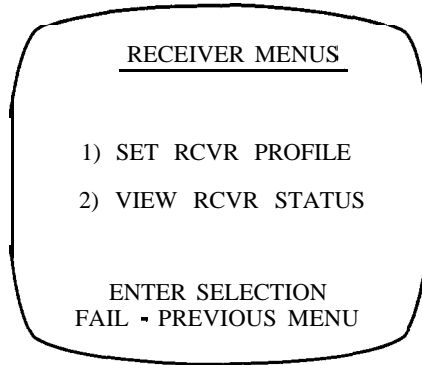 RECEIVER MENUS
1) SET RCVR PROFILE
2) VIEW RCVR STATUS
ENTER SELECTION
FAIL - PREVIOUS MENU